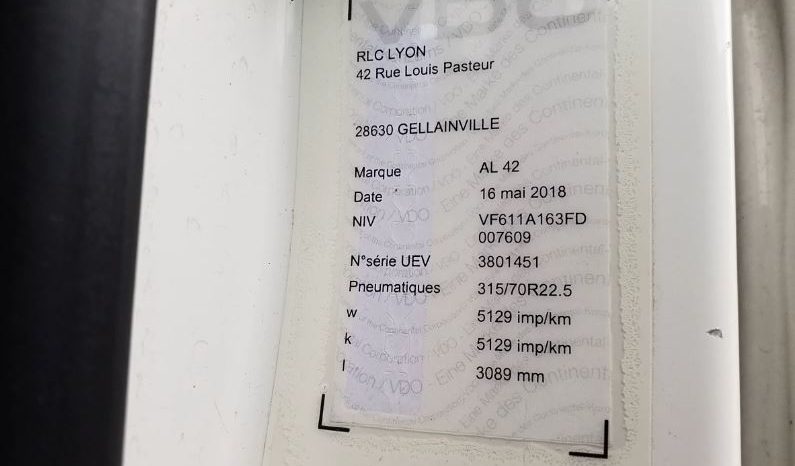 VDO
RLC LYON
42 Rue Louis Pasteur
28630 GELLAINVILLE
Marque AL 42
Date 16 mai 2018
NIV VF611A163FD
007609
N°série UEV 3801451
Pneumatiques 315/70R22.5
w 5129 imp/km
k 5129 imp/km
l 3089 mm